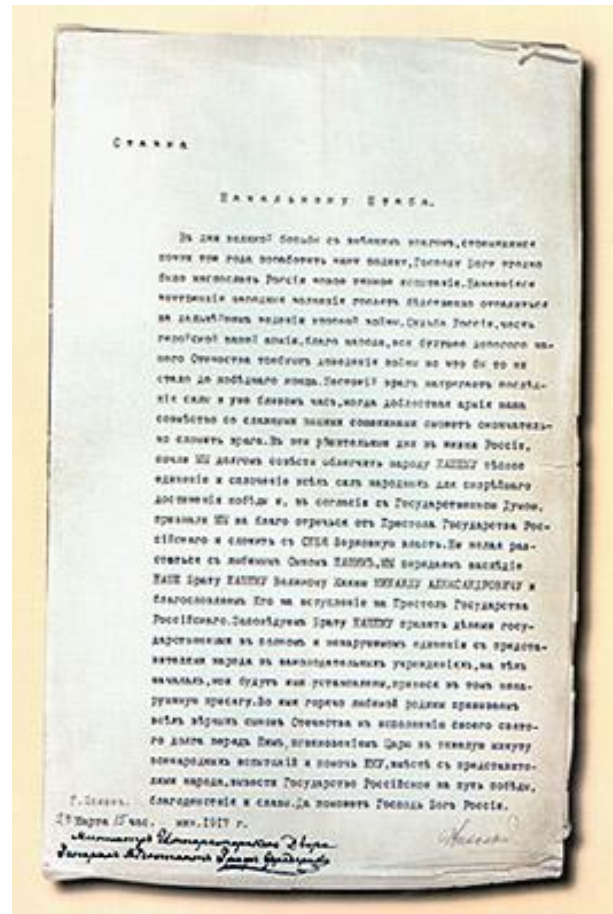 Ставка
Начальнику Штаба.
Въ дни великой борьбы съ внѣшнимъ врагомъ,стремящимся
почти три года поработить нашу родину,Господу Богу угодно
было ниспослать Россіи новое тяжкое испытаніе.Начавшіяся
внутреннія народныя волненія грозятъ бѣдственно отразиться
на дальнѣйшемъ веденіи упорной войны.Судьба Россіи,честь
геройской нашей арміи,благо народа,все будущее дорогого на-
шего Отечества требуютъ доведенія войны во что бы то ни
стало до побѣднаго конца.Жестокій врагъ напрягаетъ послѣд-
нія силы и уже близокъ часъ,когда доблестная армія наша
совмѣстно со славными нашими союзниками сможетъ окончатель-
но сломить врага.Въ эти рѣшительные дни въ жизни Россіи,
почли МЫ долгомъ совѣсти облегчить народу НАШЕМУ тѣсное
единеніе и сплоченіе всѣхъ силъ народныхъ для скорѣйшаго
достиженія побѣды и, въ согласіи съ Государственною Думою,
признали МЫ за благо отречься отъ Престола Государства Рос-
сійскаго и сложить съ СЕБЯ Верховную власть.Не желая раз-
статься съ любимымъ Сыномъ НАШИМЪ,МЫ передаемъ наслѣдіе
НАШЕ Брату НАШЕМУ Великому Князю МИХАИЛУ АЛЕКСАНДРОВИЧУ и
благословляемъ Его на вступленіе на Престолъ Государства
Россійскаго.Заповѣдуемъ Брату НАШЕМУ править дѣлами госу-
дарственными въ полномъ и ненарушимомъ единеніи съ предста-
вителями народа въ законодательныхъ учрежденіяхъ,на тѣхъ
началахъ,кои будутъ ими установлены,принеся въ томъ нена-
рушимую присягу.Во имя горячо любимой родины призываемъ
всѣхъ вѣрныхъ сыновъ Отечества къ исполненію своего свято-
го долга передъ Нимъ,повиновеніемъ Царю въ тяжелую минуту
всенародныхъ испытаній и помочь ЕМУ,вмѣстѣ съ представите-
лями народа,вывести Государство Россійское на путь побѣды,
благоденствія и славы.Да поможетъ Господь Богъ Россіи.
Г.Псковъ.
2 Марта 15 час. мин.1917 г.
Николай
Министръ Императорскаго Двора
Генералъ Адъютантъ Графъ Фредериксъ